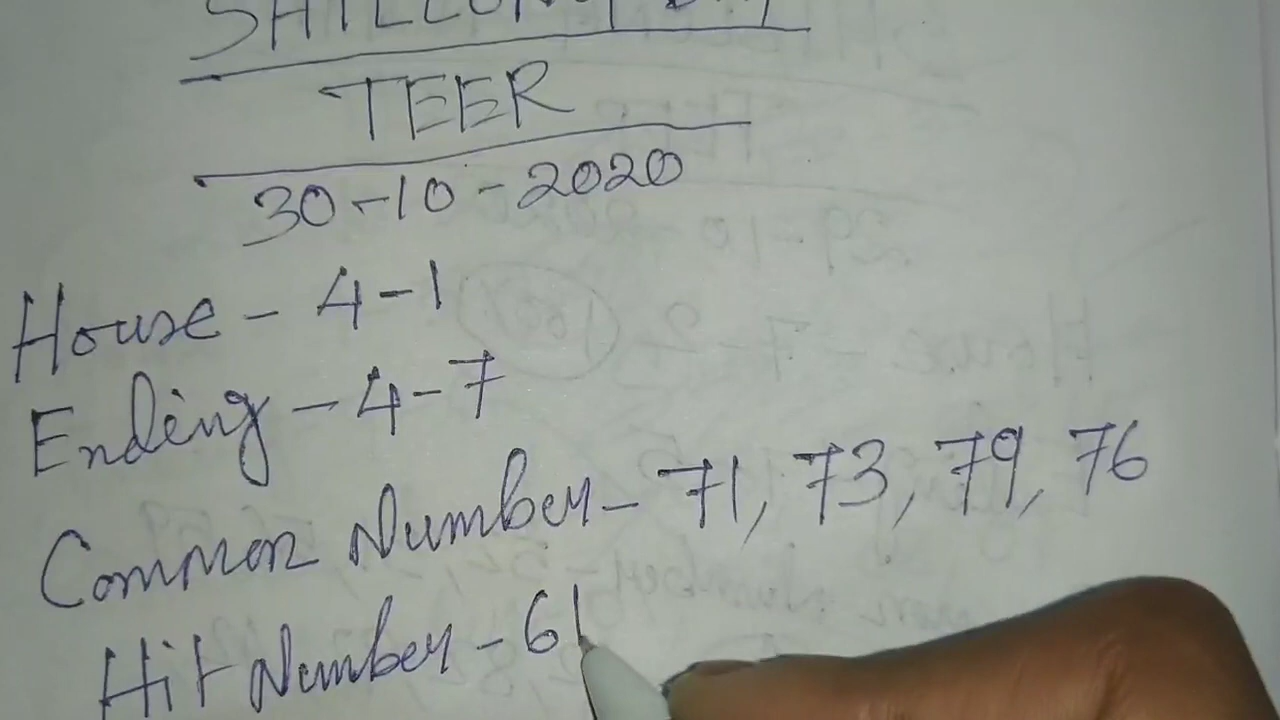 SHILLONG
TEER
30-10-2020
House - 4-1
Ending - 4-7
Common Number - 71, 73, 79, 76
Hit Number - 61